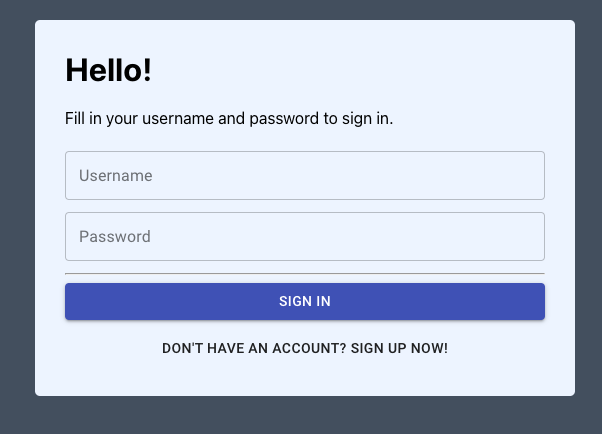 Hello!
Fill in your username and password to sign in.
Username
Password
SIGN IN
DON'T HAVE AN ACCOUNT? SIGN UP NOW!